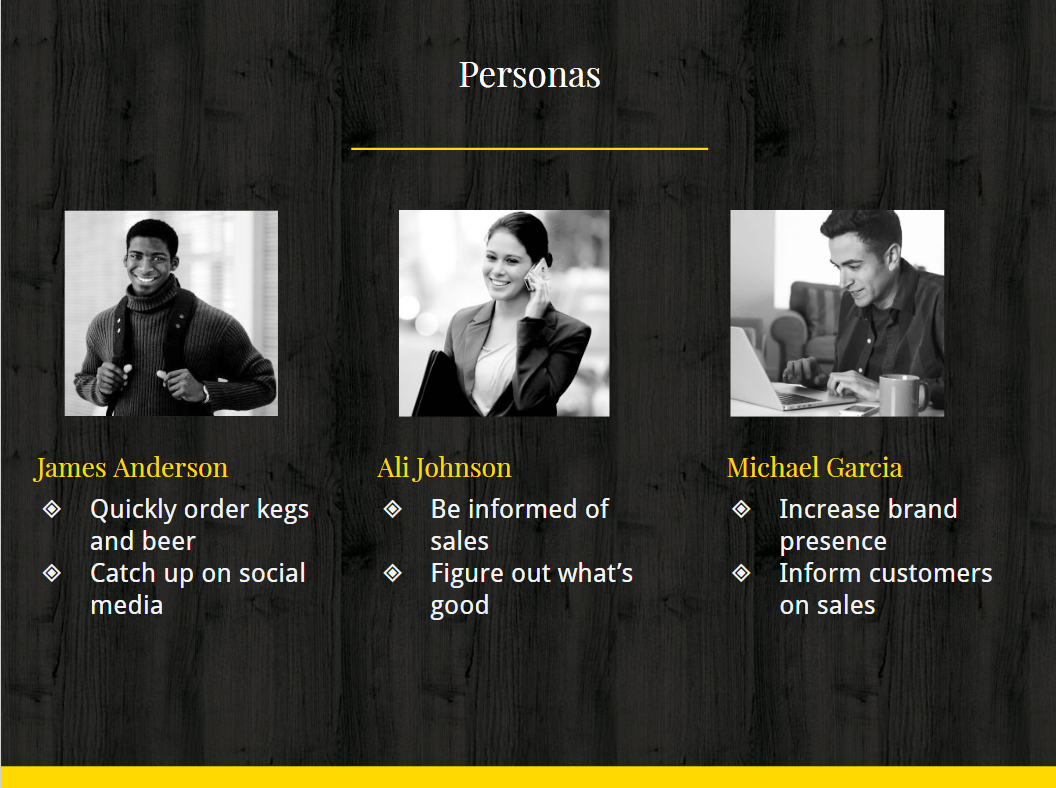 Personas
James Anderson
Quickly order kegs
and beer
Catch up on social
media
Ali Johnson
Be informed of
sales
Figure out what’s
good
Michael Garcia
Increase brand
presence
Inform customers
on sales